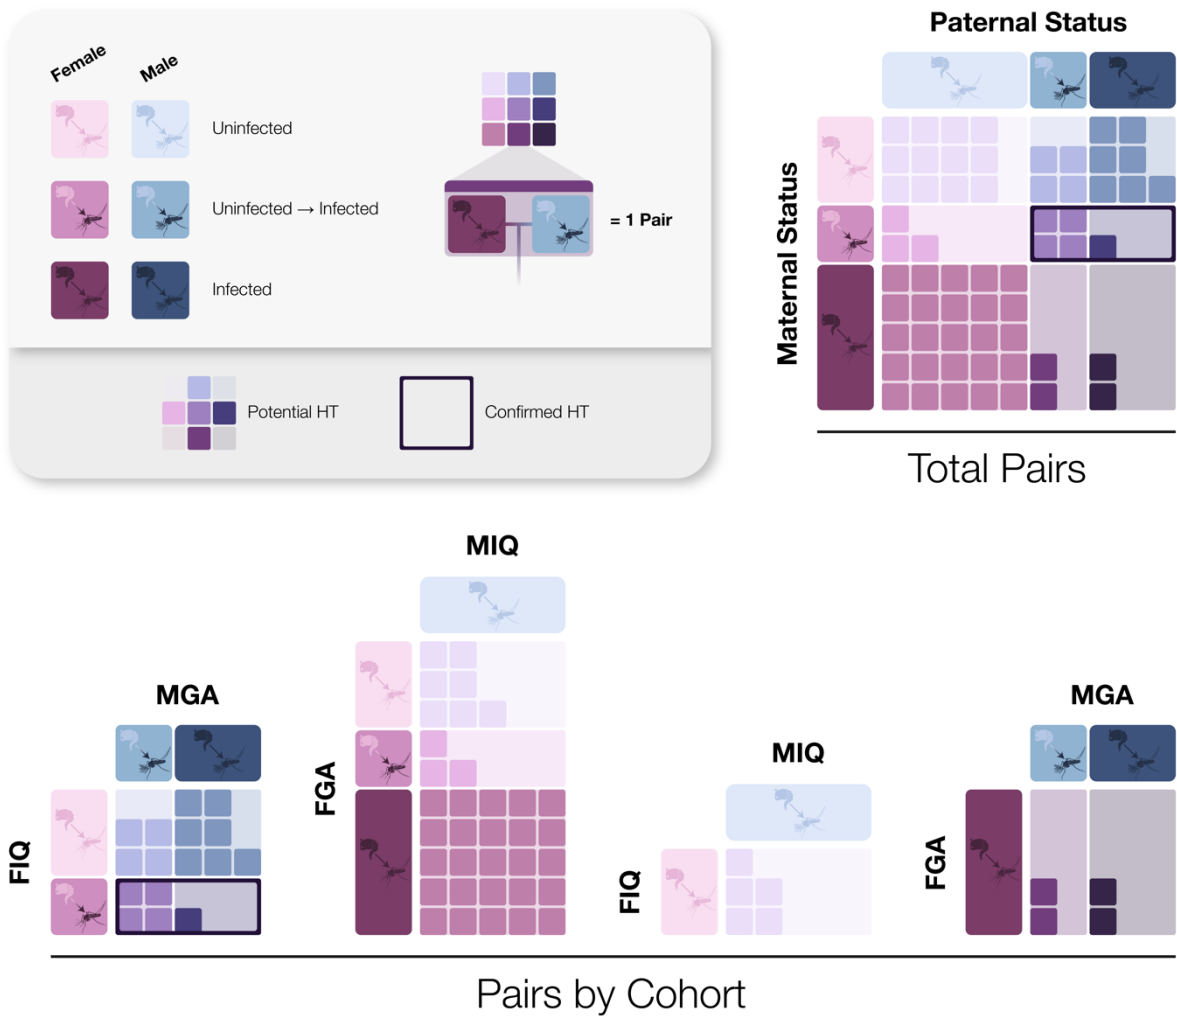 Female
Male
Uninfected
Uninfected → Infected
Infected
= 1 Pair
Potential HT
Confirmed HT
Paternal Status
Maternal Status
Total Pairs
MGA
FIQ
MIQ
FGA
MIQ
FIQ
MGA
FGA
Pairs by Cohort